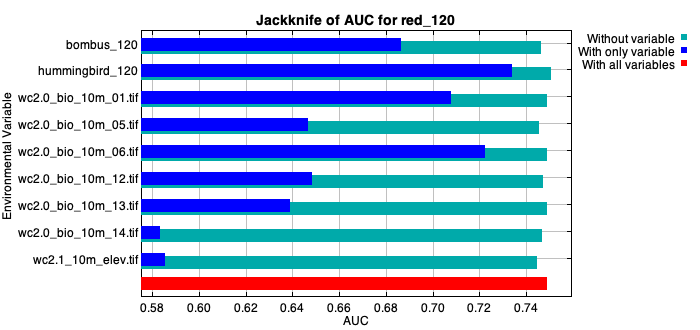 Jackknife of AUC for red_120
Without variable
With only variable
With all variables
Environmental Variable
bombus_120
hummingbird_120
wc2.0_bio_10m_01.tif
wc2.0_bio_10m_05.tif
wc2.0_bio_10m_06.tif
wc2.0_bio_10m_12.tif
wc2.0_bio_10m_13.tif
wc2.0_bio_10m_14.tif
wc2.1_10m_elev.tif
0.58 0.60 0.62 0.64 0.66 0.68 0.70 0.72 0.74
AUC